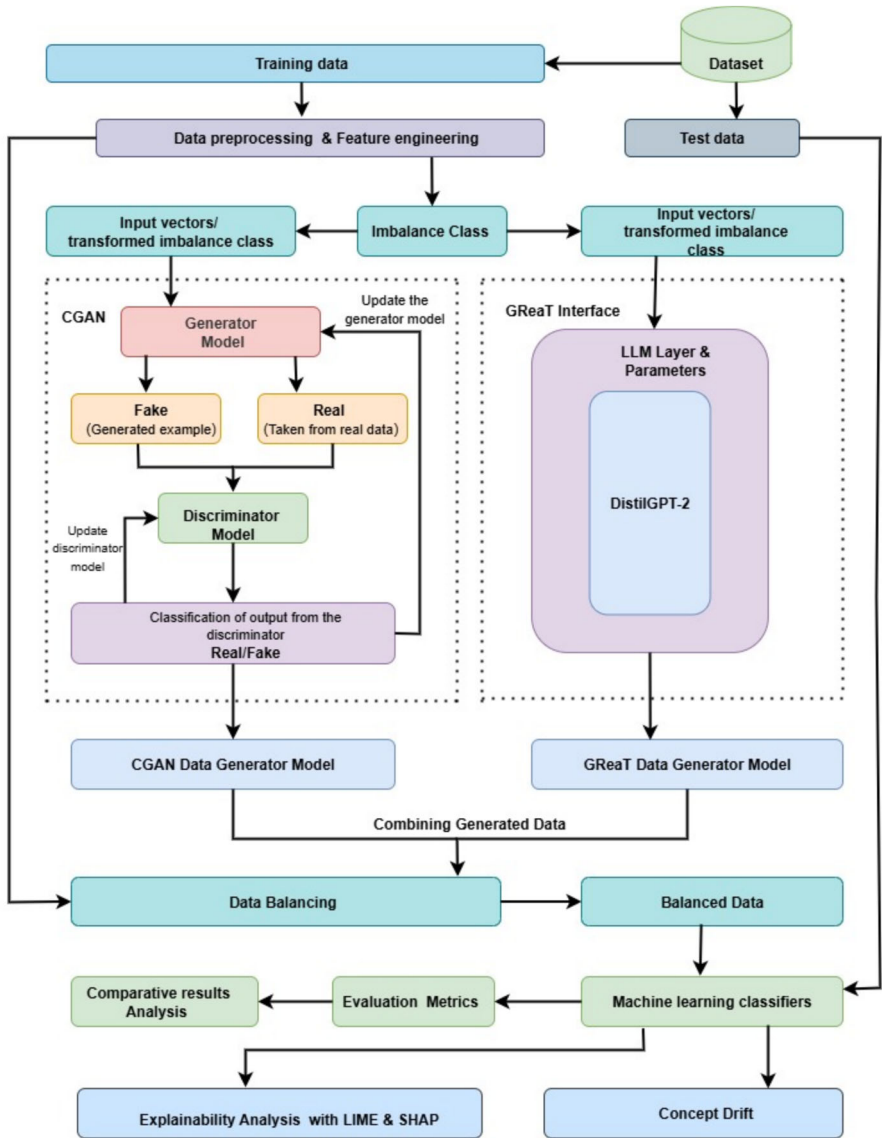 Dataset
Training data
Data preprocessing & Feature engineering
Test data
Input vectors/
transformed imbalance class
Imbalance Class
Input vectors/
transformed imbalance
class
CGAN
Update the
generator model
Generator
Model
Fake
(Generated example)
Real
(Taken from real data)
Discriminator
Model
Update
discriminator
model
Classification of output from the
discriminator
Real/Fake
GReaT Interface
LLM Layer &
Parameters
DistilGPT-2
CGAN Data Generator Model
GReaT Data Generator Model
Combining Generated Data
Data Balancing
Balanced Data
Comparative results
Analysis
Evaluation Metrics
Machine learning classifiers
Explainability Analysis with LIME & SHAP
Concept Drift